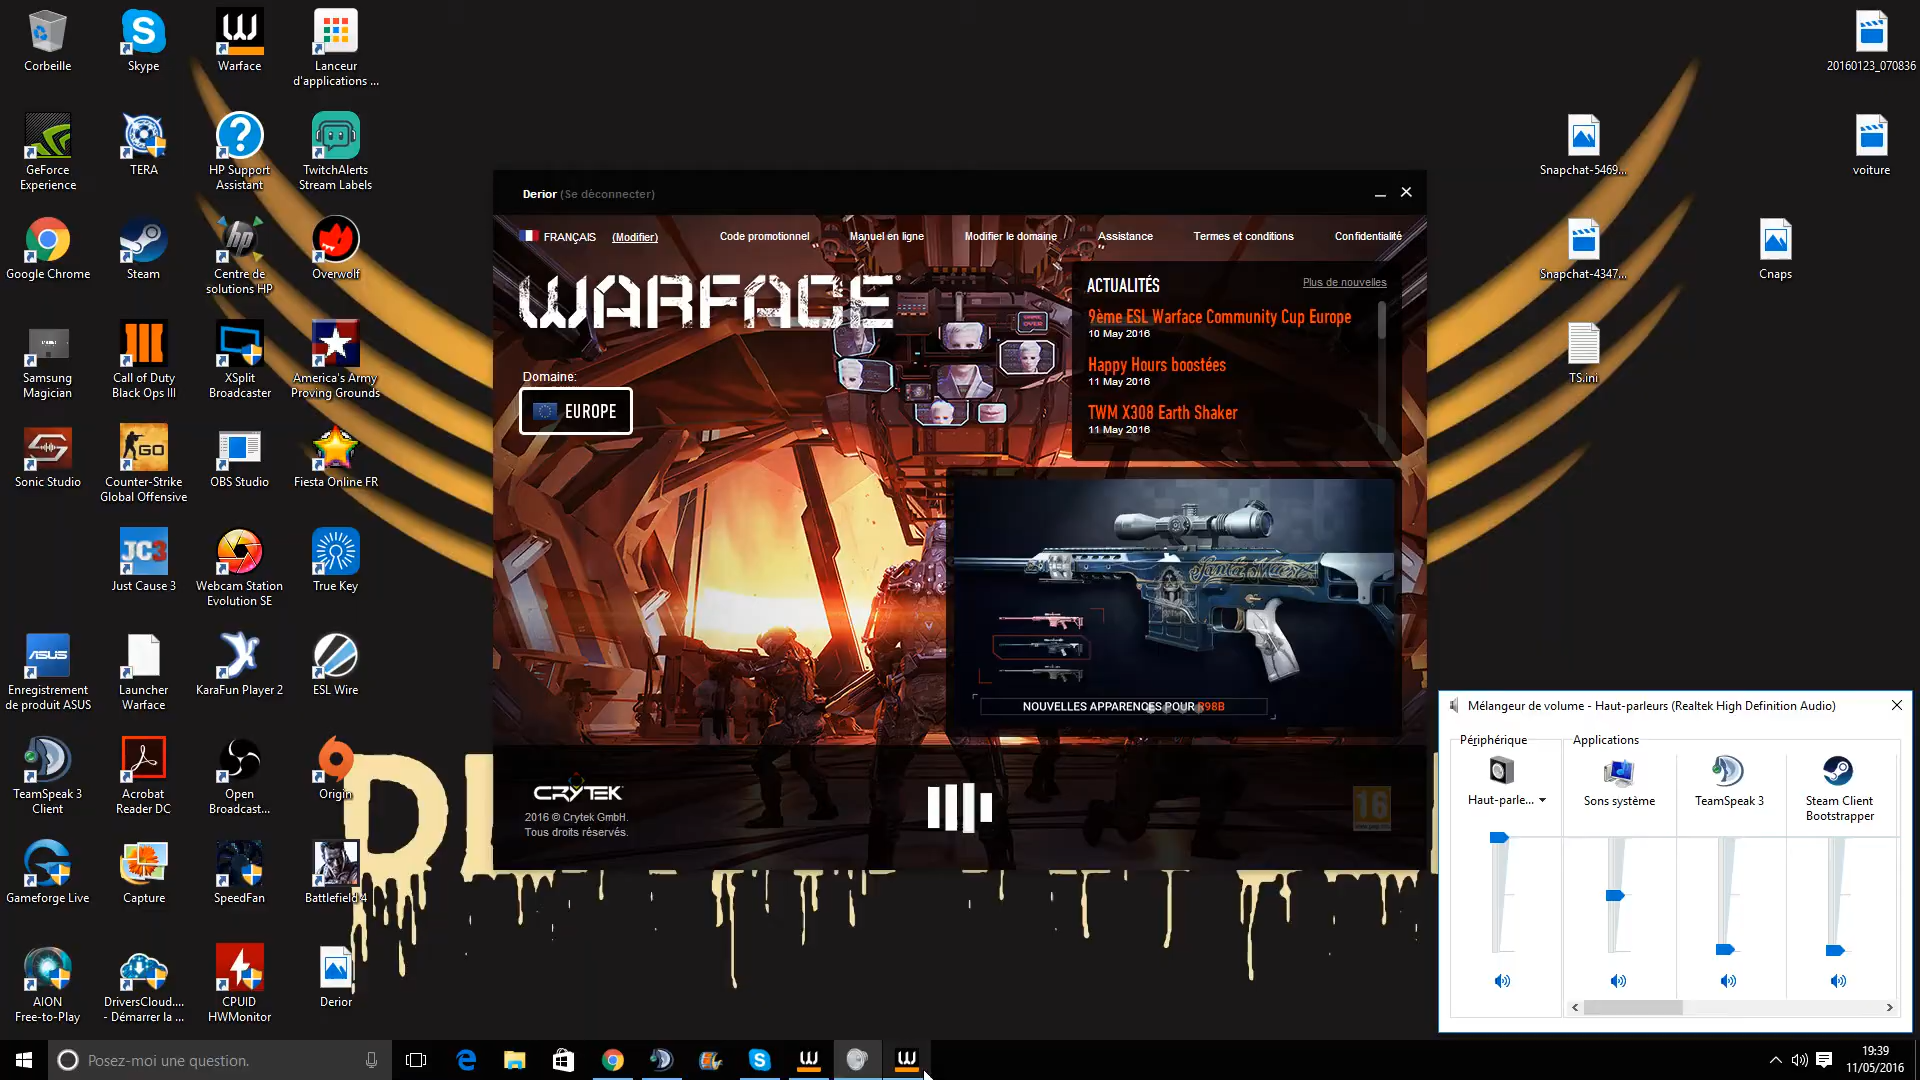 Corbeille
Skype
Warface
Lanceur
d'applications ...
GeForce
Experience
TERA
HP Support
Assistant
TwitchAlerts
Stream Labels
Google Chrome
Steam
Centre de
solutions HP
Overwolf
Samsung
Magician
Call of Duty
Black Ops III
XSplit
Broadcaster
America's Army
Proving Grounds
Sonic Studio
Counter-Strike
Global Offensive
OBS Studio
Fiesta Online FR
Just Cause 3
Webcam Station
Evolution SE
True Key
Enregistrement
de produit ASUS
Launcher
Warface
KaraFun Player 2
ESL Wire
TeamSpeak 3
Client
Acrobat
Reader DC
Open
Broadcast...
Origin
Gameforge Live
Capture
SpeedFan
Battlefield 4
AION
Free-to-Play
DriversCloud....
- Démarrer la ...
CPUID
HWMonitor
Derior
20160123_070836
Snapchat-5469...
voiture
Snapchat-4347...
Cnaps
TS.ini
Derior (Se déconnecter)
FRANÇAIS (Modifier)
Code promotionnel
Manuel en ligne
Modifier le domaine
Assistance
Termes et conditions
Confidentialité
WARFACE
Domaine:
EUROPE
ACTUALITÉS
Plus de nouvelles
9ème ESL Warface Community Cup Europe
10 May 2016
Happy Hours boostées
11 May 2016
TWM X308 Earth Shaker
11 May 2016
GAME OVER
Santa Muerte
NOUVELLES APPARENCES POUR R98B
CRYTEK
2016 © Crytek GmbH.
Tous droits réservés.
16
Mélangeur de volume - Haut-parleurs (Realtek High Definition Audio)
Périphérique
Applications
Haut-parle...
Sons système
TeamSpeak 3
Steam Client
Bootstrapper
Posez-moi une question.
19:39
11/05/2016
hp
JC3
GO
ASUS